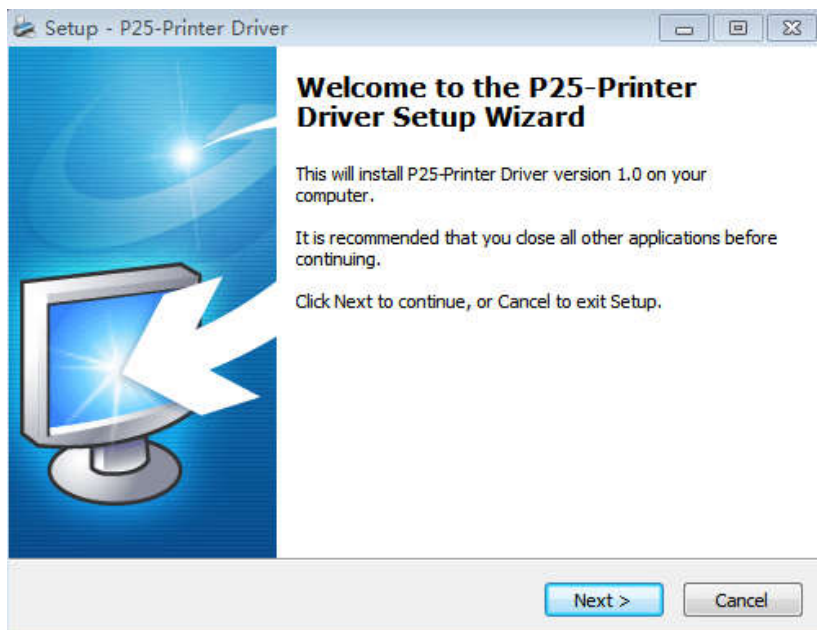 Setup - P25-Printer Driver
Welcome to the P25-Printer
Driver Setup Wizard
This will install P25-Printer Driver version 1.0 on your
computer.
It is recommended that you close all other applications before
continuing.
Click Next to continue, or Cancel to exit Setup.
Next >
Cancel